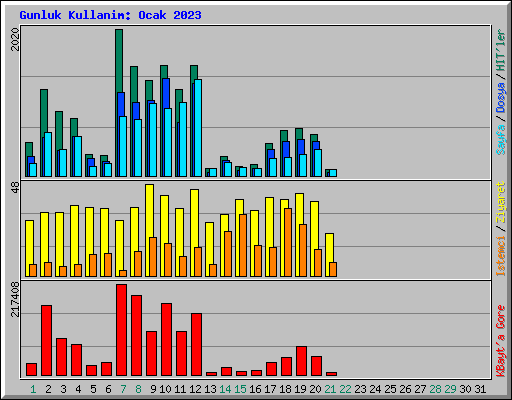 Gunluk Kullanim: Ocak 2023
2020
48
217408
Sayfa / Dosya / HIT'ler
Istemci / Ziyaret
KBayt'a Gore
1 2 3 4 5 6 7 8 9 10 11 12 13 14 15 16 17 18 19 20 21 22 23 24 25 26 27 28 29 30 31